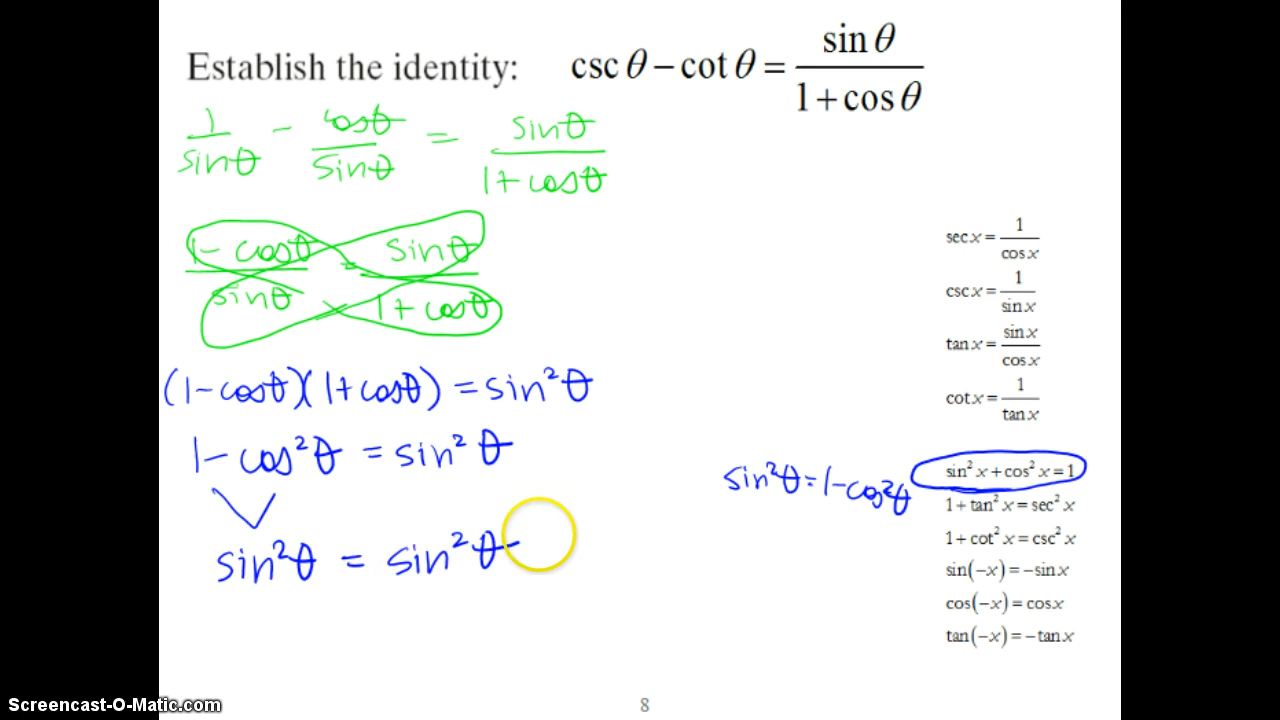 Establish the identity: csc θ − cot θ = sin θ / (1 + cos θ)
1/sinθ − cosθ/sinθ = sinθ/(1 + cosθ)
(1 − cosθ)/sinθ = sinθ/(1 + cosθ)
(1 − cosθ)(1 + cosθ) = sin²θ
1 − cos²θ = sin²θ
sin²θ = sin²θ
sec x = 1/cos x
csc x = 1/sin x
tan x = sin x/cos x
cot x = 1/tan x
sin²θ = 1 − cos²θ
sin² x + cos² x = 1
1 + tan² x = sec² x
1 + cot² x = csc² x
sin(−x) = −sin x
cos(−x) = cos x
tan(−x) = −tan x
Screencast-O-Matic.com
8